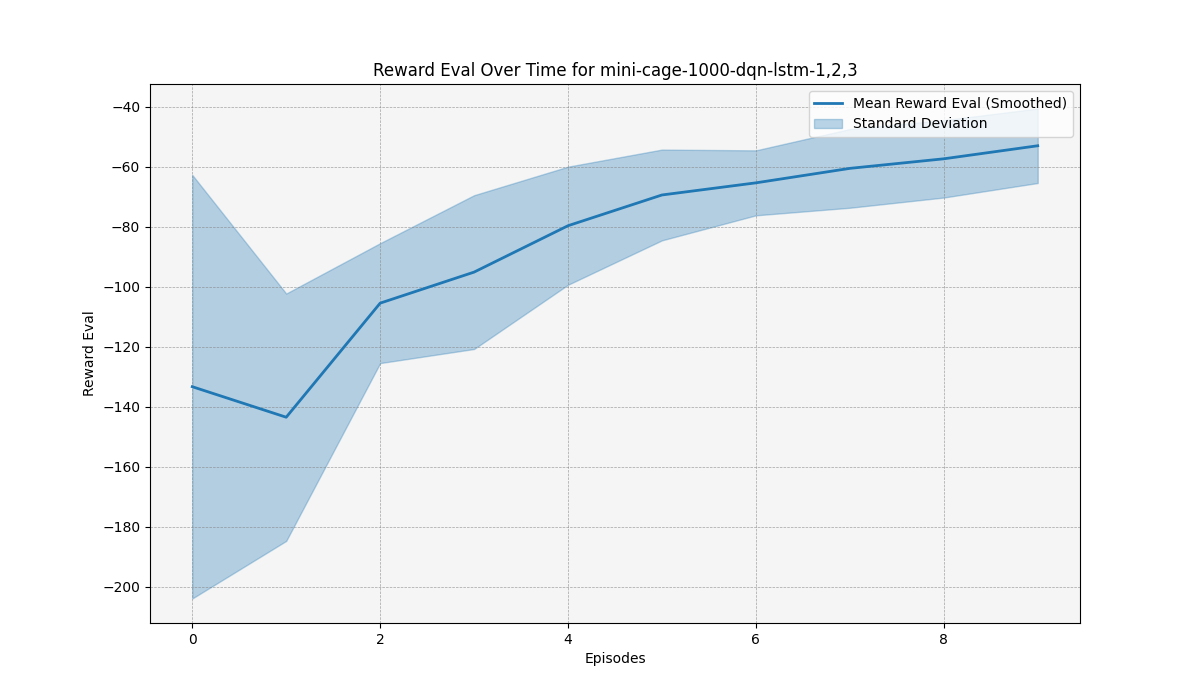 Reward Eval Over Time for mini-cage-1000-dqn-lstm-1,2,3
Mean Reward Eval (Smoothed)
Standard Deviation
−40
−60
−80
−100
−120
−140
−160
−180
−200
Reward Eval
0 2 4 6 8
Episodes